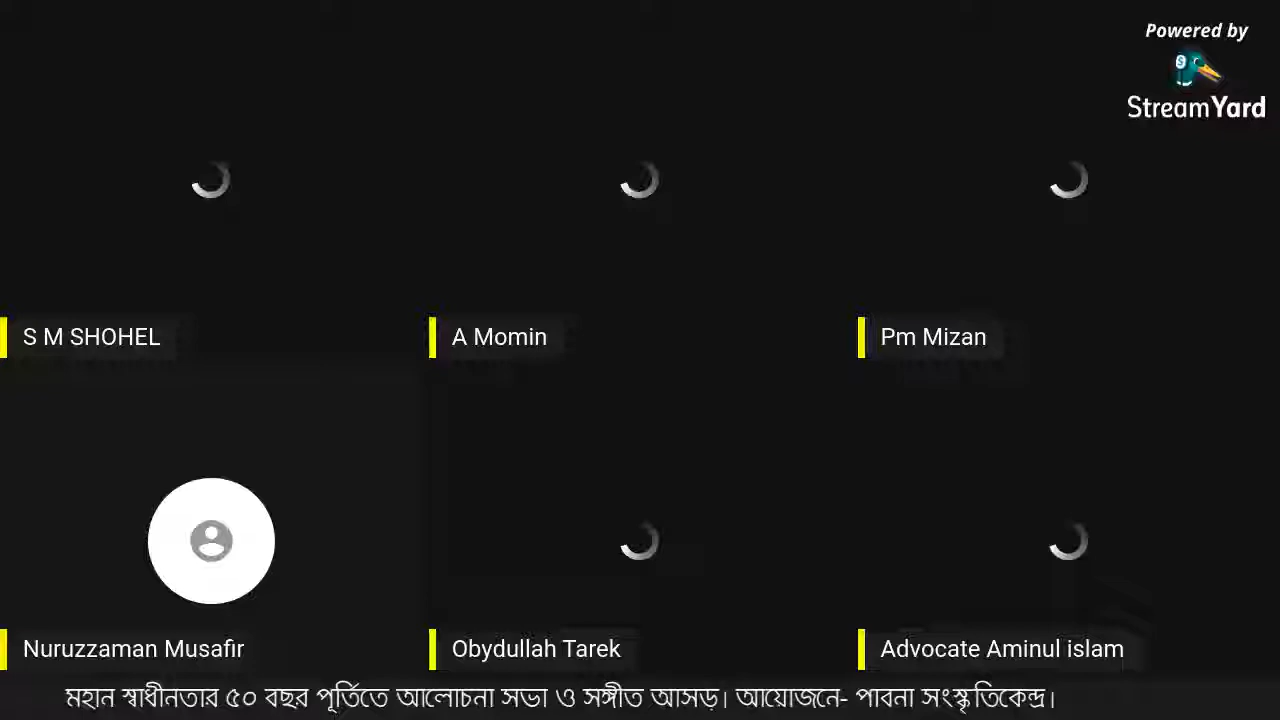 Powered by
StreamYard
S M SHOHEL
A Momin
Pm Mizan
Nuruzzaman Musafir
Obydullah Tarek
Advocate Aminul islam
মহান স্বাধীনতার ৫০ বছর পূর্তিতে আলোচনা সভা ও সঙ্গীত আসড়। আয়োজনে- পাবনা সংস্কৃতিকেন্দ্র।